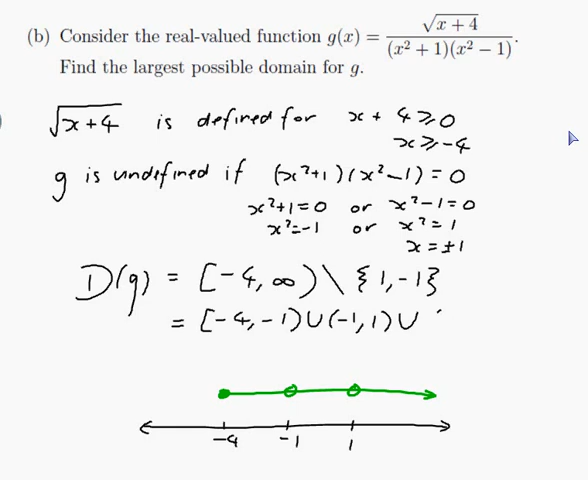 (b) Consider the real-valued function g(x) = √(x + 4) / ((x² + 1)(x² − 1)).
Find the largest possible domain for g.
√(x+4) is defined for x + 4 ≥ 0
x ≥ -4
g is undefined if (x²+1)(x²-1) = 0
x²+1=0 or x²-1=0
x²=-1 or x²=1
x=±1
D(g) = [-4, ∞) \ {1, -1}
= [-4, -1) ∪ (-1, 1) ∪
-4 -1 1